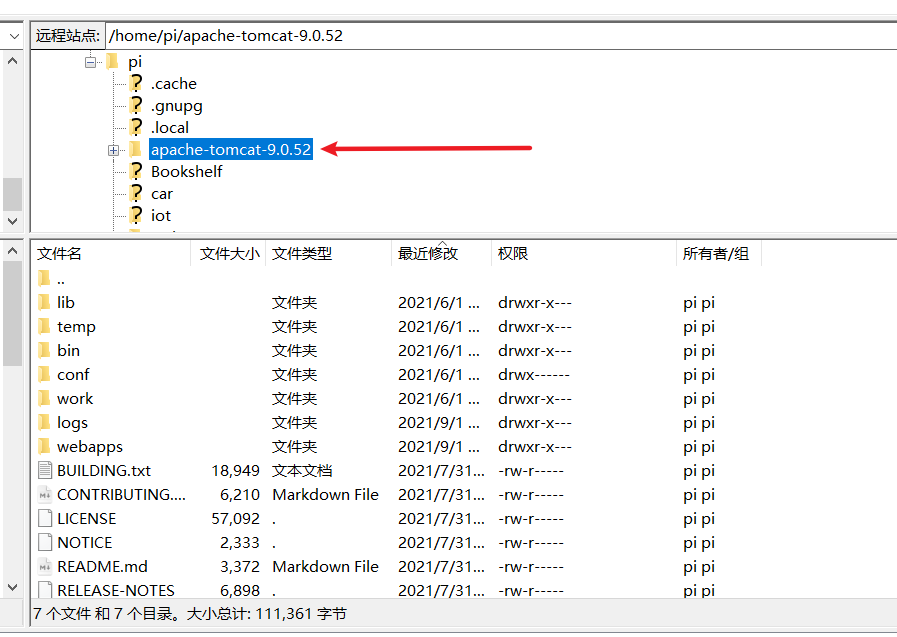 远程站点: /home/pi/apache-tomcat-9.0.52
pi
.cache
.gnupg
.local
apache-tomcat-9.0.52
Bookshelf
car
iot
文件名 文件大小 文件类型 最近修改 权限 所有者/组
..
lib 文件夹 2021/6/1 ... drwxr-x--- pi pi
temp 文件夹 2021/6/1 ... drwxr-x--- pi pi
bin 文件夹 2021/6/1 ... drwxr-x--- pi pi
conf 文件夹 2021/6/1 ... drwx------ pi pi
work 文件夹 2021/6/1 ... drwxr-x--- pi pi
logs 文件夹 2021/9/1 ... drwxr-x--- pi pi
webapps 文件夹 2021/9/1 ... drwxr-x--- pi pi
BUILDING.txt 18,949 文本文档 2021/7/31... -rw-r----- pi pi
CONTRIBUTING.... 6,210 Markdown File 2021/7/31... -rw-r----- pi pi
LICENSE 57,092 . 2021/7/31... -rw-r----- pi pi
NOTICE 2,333 . 2021/7/31... -rw-r----- pi pi
README.md 3,372 Markdown File 2021/7/31... -rw-r----- pi pi
RELEASE-NOTES 6,898 . 2021/7/31... -rw-r----- pi pi
7 个文件 和 7 个目录。大小总计: 111,361 字节